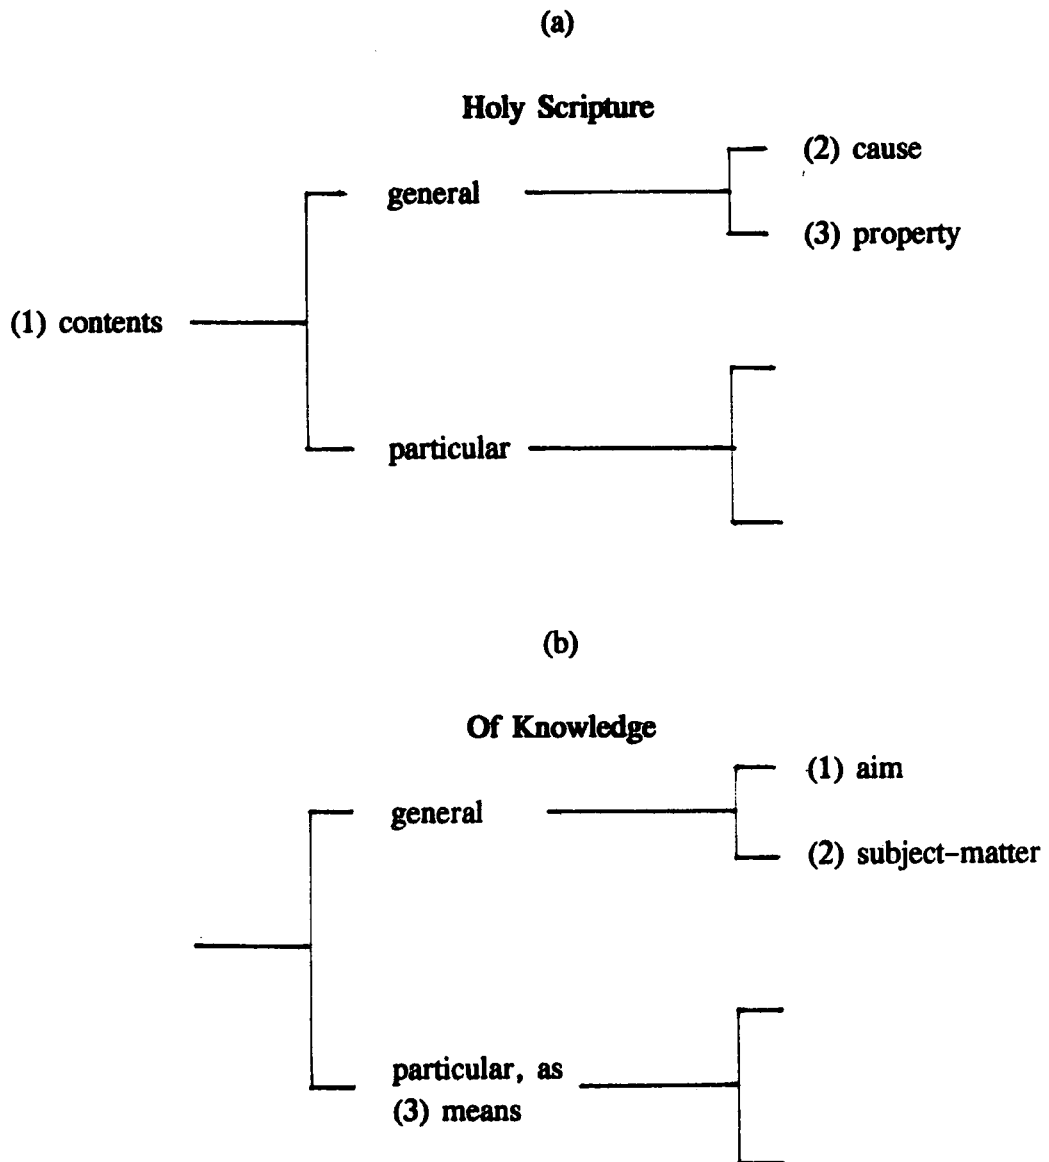 (a)
Holy Scripture
(2) cause
general
(3) property
(1) contents
particular
(b)
Of Knowledge
(1) aim
general
(2) subject-matter
particular, as
(3) means